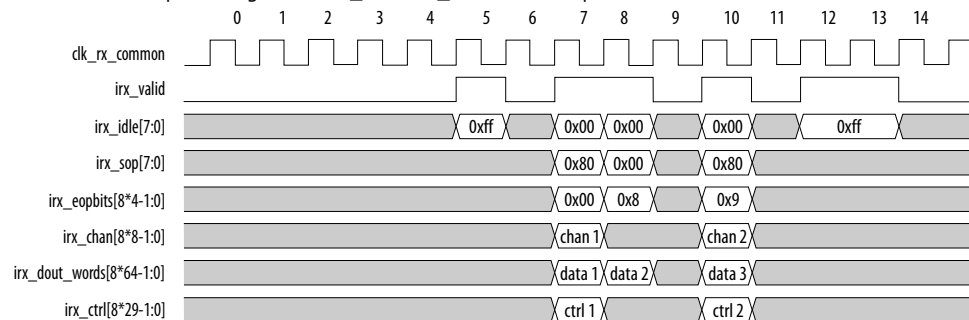 0 1 2 3 4 5 6 7 8 9 10 11 12 13 14
clk_rx_common
irx_valid
irx_idle[7:0] 0xff 0x00 0x00 0x00 0xff
irx_sop[7:0] 0x80 0x00 0x80
irx_eopbits[8*4-1:0] 0x00 0x8 0x9
irx_chan[8*8-1:0] chan 1 chan 2
irx_dout_words[8*64-1:0] data 1 data 2 data 3
irx_ctrl[8*29-1:0] ctrl 1 ctrl 2